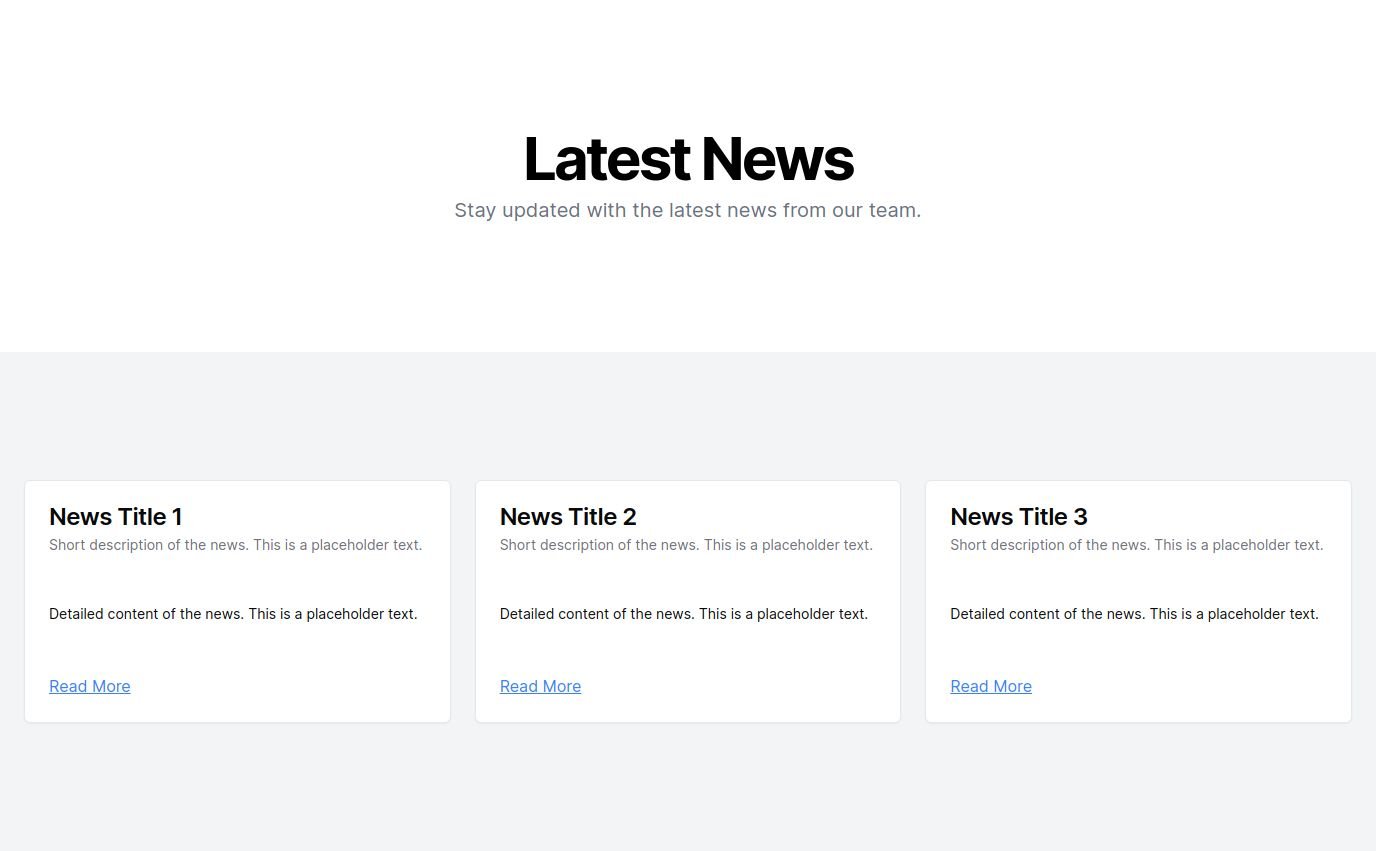 Latest News
Stay updated with the latest news from our team.
News Title 1
Short description of the news. This is a placeholder text.
Detailed content of the news. This is a placeholder text.
Read More
News Title 2
Short description of the news. This is a placeholder text.
Detailed content of the news. This is a placeholder text.
Read More
News Title 3
Short description of the news. This is a placeholder text.
Detailed content of the news. This is a placeholder text.
Read More